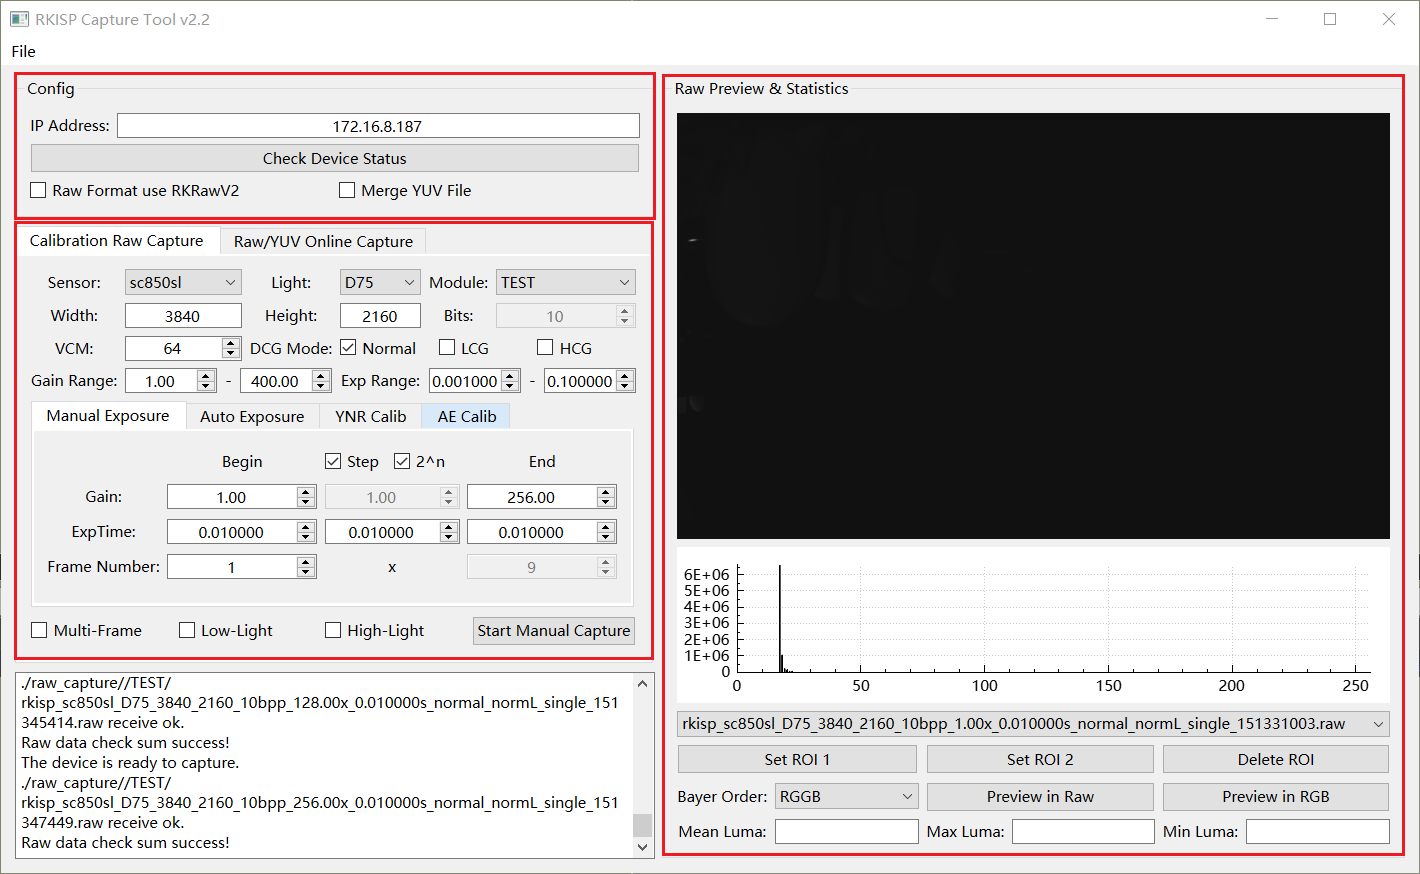 RKISP Capture Tool v2.2
File
Config
IP Address: 172.16.8.187
Check Device Status
Raw Format use RKRawV2 Merge YUV File
Calibration Raw Capture Raw/YUV Online Capture
Sensor: sc850sl Light: D75 Module: TEST
Width: 3840 Height: 2160 Bits: 10
VCM: 64 DCG Mode: Normal LCG HCG
Gain Range: 1.00 - 400.00 Exp Range: 0.001000 - 0.100000
Manual Exposure Auto Exposure YNR Calib AE Calib
Begin Step 2^n End
Gain: 1.00 1.00 256.00
ExpTime: 0.010000 0.010000 0.010000
Frame Number: 1 x 9
Multi-Frame Low-Light High-Light Start Manual Capture
./raw_capture//TEST/
rkisp_sc850sl_D75_3840_2160_10bpp_128.00x_0.010000s_normal_normL_single_151
345414.raw receive ok.
Raw data check sum success!
The device is ready to capture.
./raw_capture//TEST/
rkisp_sc850sl_D75_3840_2160_10bpp_256.00x_0.010000s_normal_normL_single_151
347449.raw receive ok.
Raw data check sum success!
Raw Preview & Statistics
6E+06
5E+06
4E+06
3E+06
2E+06
1E+06
0
0 50 100 150 200 250
rkisp_sc850sl_D75_3840_2160_10bpp_1.00x_0.010000s_normal_normL_single_151331003.raw
Set ROI 1 Set ROI 2 Delete ROI
Bayer Order: RGGB Preview in Raw Preview in RGB
Mean Luma: Max Luma: Min Luma: